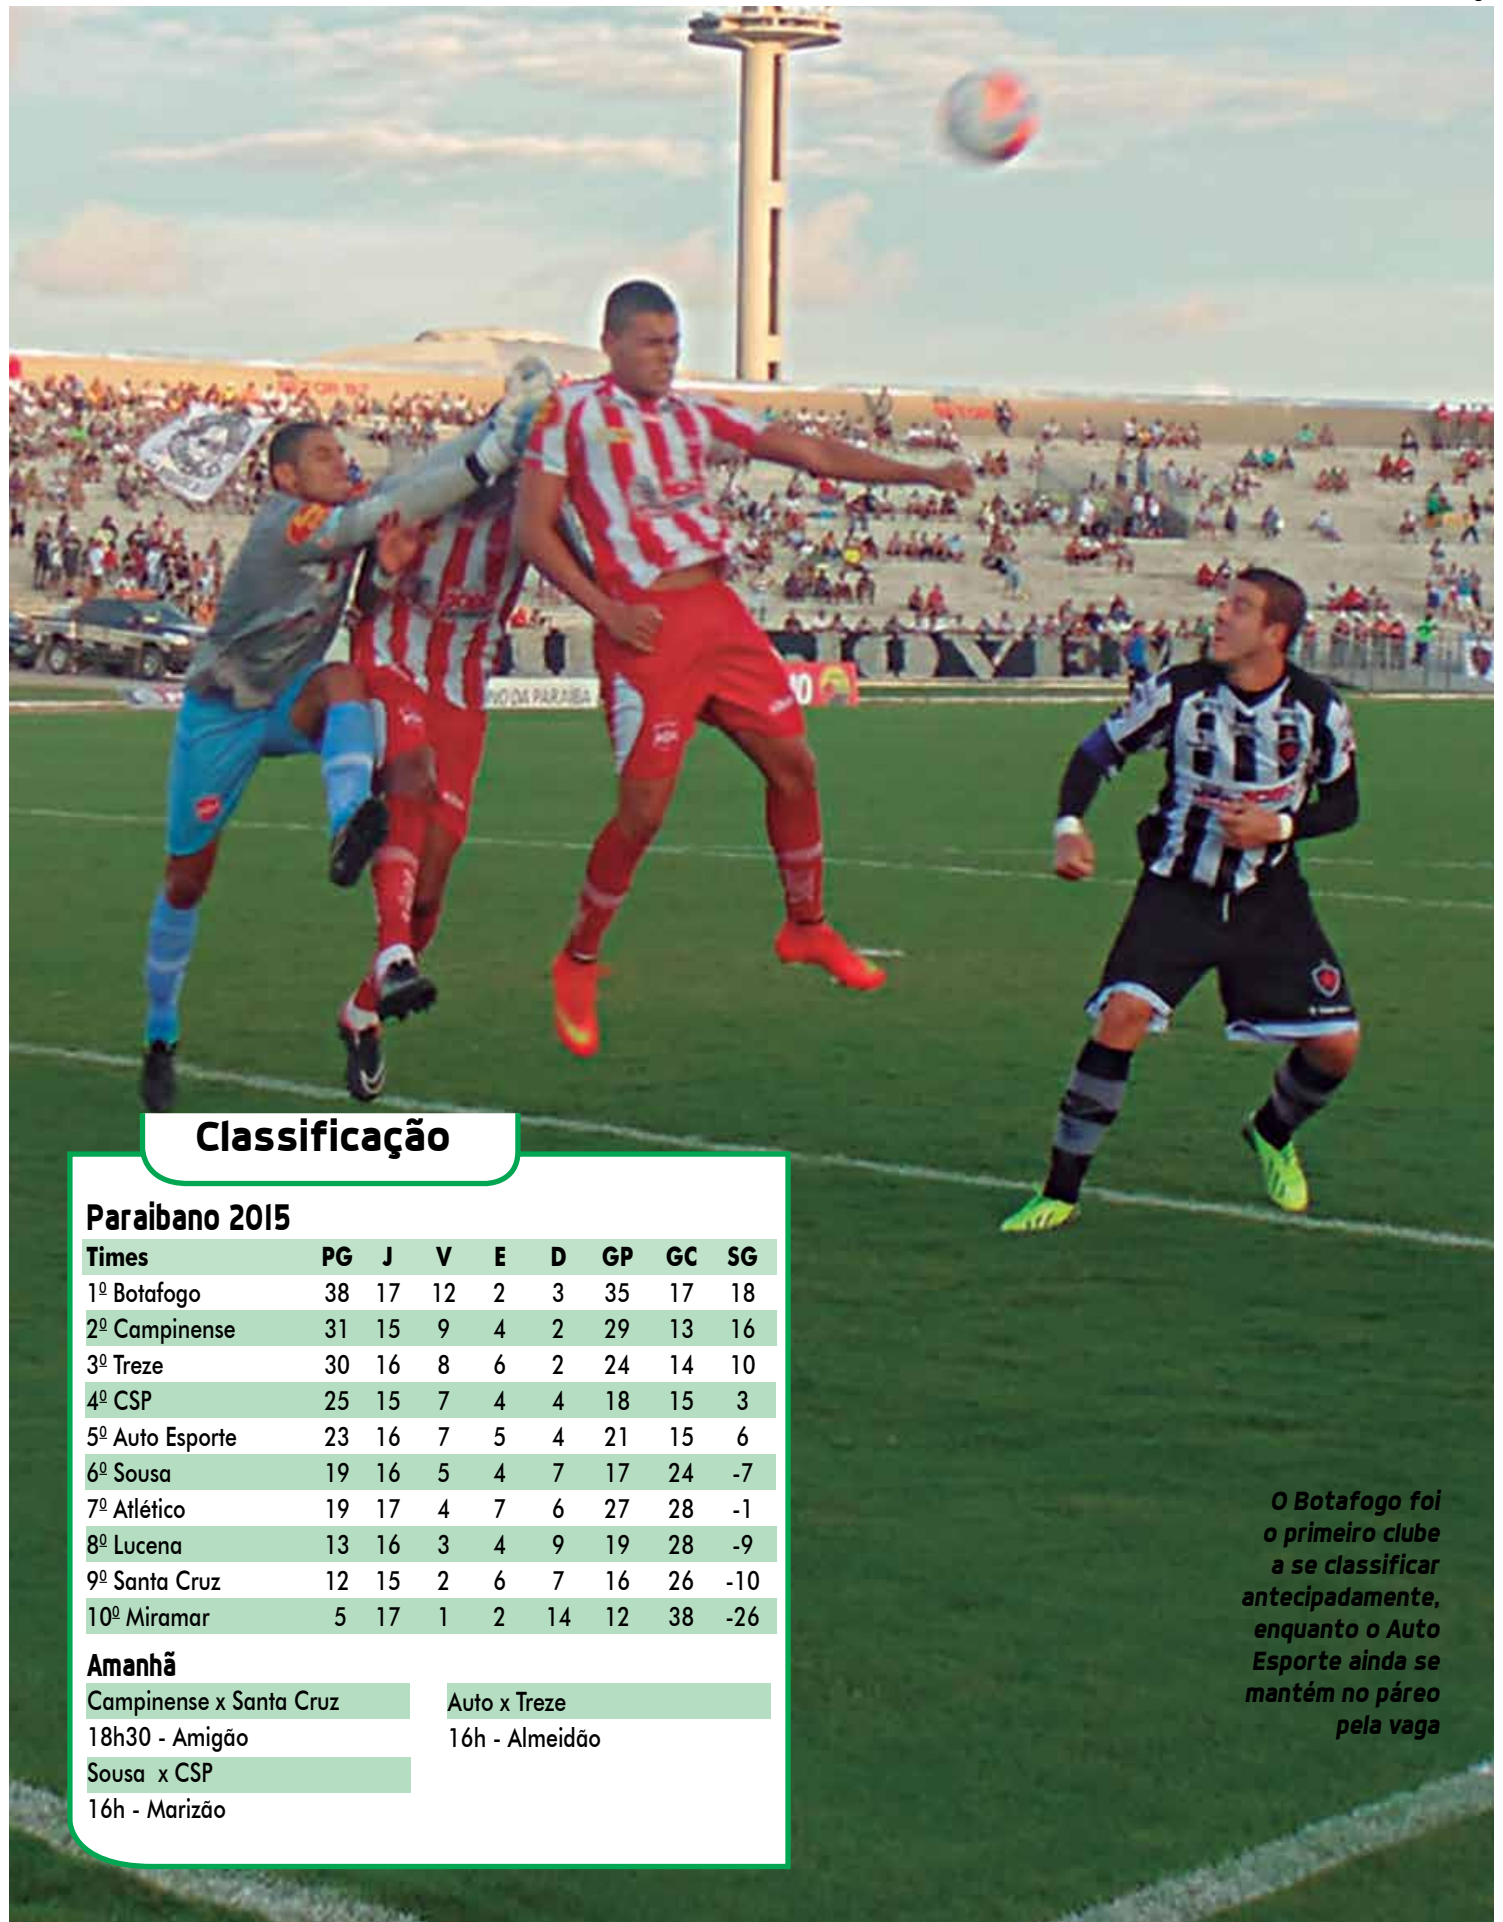 SETOR
NO DA PARAIBA
JOVEM
Classificação
Paraibano 2015
Times PG J V E D GP GC SG
1º Botafogo 38 17 12 2 3 35 17 18
2º Campinense 31 15 9 4 2 29 13 16
3º Treze 30 16 8 6 2 24 14 10
4º CSP 25 15 7 4 4 18 15 3
5º Auto Esporte 23 16 7 5 4 21 15 6
6º Sousa 19 16 5 4 7 17 24 -7
7º Atlético 19 17 4 7 6 27 28 -1
8º Lucena 13 16 3 4 9 19 28 -9
9º Santa Cruz 12 15 2 6 7 16 26 -10
10º Miramar 5 17 1 2 14 12 38 -26
Amanhã
Campinense x Santa Cruz
18h30 - Amigão
Sousa x CSP
16h - Marizão
Auto x Treze
16h - Almeidão
O Botafogo foi
o primeiro clube
a se classificar
antecipadamente,
enquanto o Auto
Esporte ainda se
mantém no páreo
pela vaga